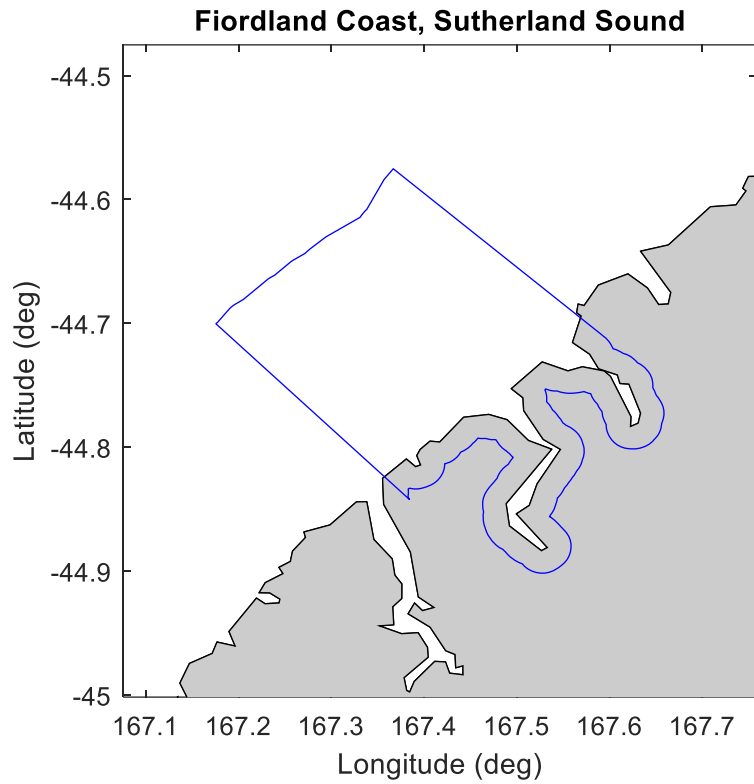 Fiordland Coast, Sutherland Sound
-44.5
-44.6
-44.7
-44.8
-44.9
-45
Latitude (deg)
167.1 167.2 167.3 167.4 167.5 167.6 167.7
Longitude (deg)